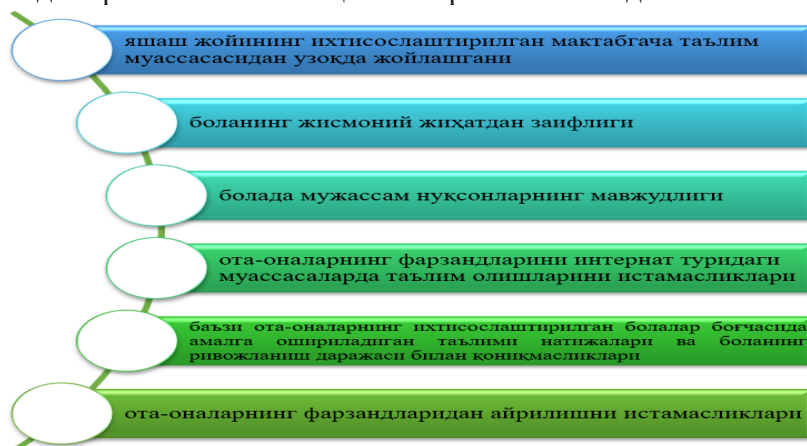 яшаш жойининг ихтисослаштирилган мактабгача таълим
муассасасидан узоқда жойлашгани
боланинг жисмоний жиҳатдан заифлиги
болада мужассам нуқсонларнинг мавжудлиги
ота-оналарнинг фарзандларини интернат туридаги
муассасаларда таълим олишларини истамасликлари
баъзи ота-оналарнинг ихтисослаштирилган болалар боғчасида
амалга ошириладиган таълими натижалари ва боланинг
ривожланиш даражаси билан қониқмасликлари
ота-оналарнинг фарзандларидан айрилишни истамасликлари